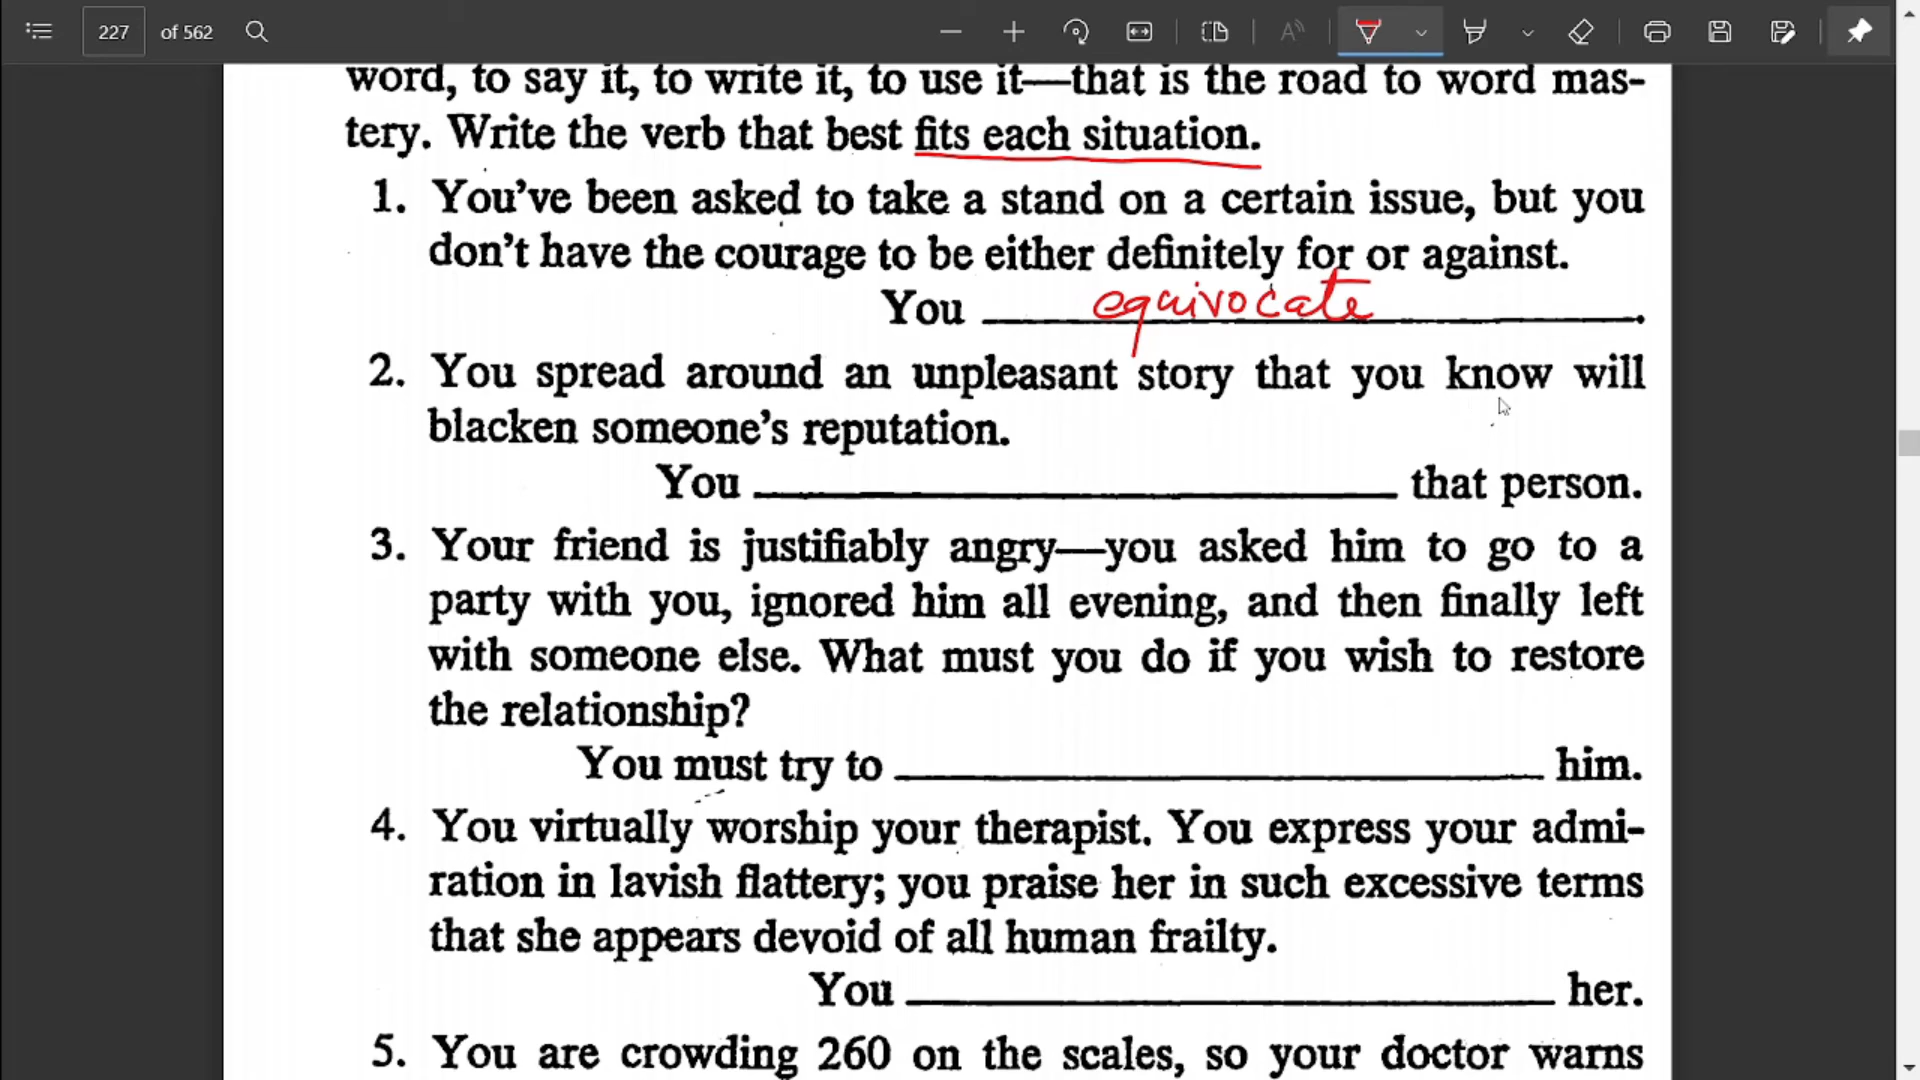 227 of 562
word, to say it, to write it, to use it—that is the road to word mas-
tery. Write the verb that best fits each situation.
1. You've been asked to take a stand on a certain issue, but you
don't have the courage to be either definitely for or against.
You equivocate.
2. You spread around an unpleasant story that you know will
blacken someone's reputation.
You ______ that person.
3. Your friend is justifiably angry—you asked him to go to a
party with you, ignored him all evening, and then finally left
with someone else. What must you do if you wish to restore
the relationship?
You must try to ______ him.
4. You virtually worship your therapist. You express your admi-
ration in lavish flattery; you praise her in such excessive terms
that she appears devoid of all human frailty.
You ______ her.
5. You are crowding 260 on the scales, so your doctor warns